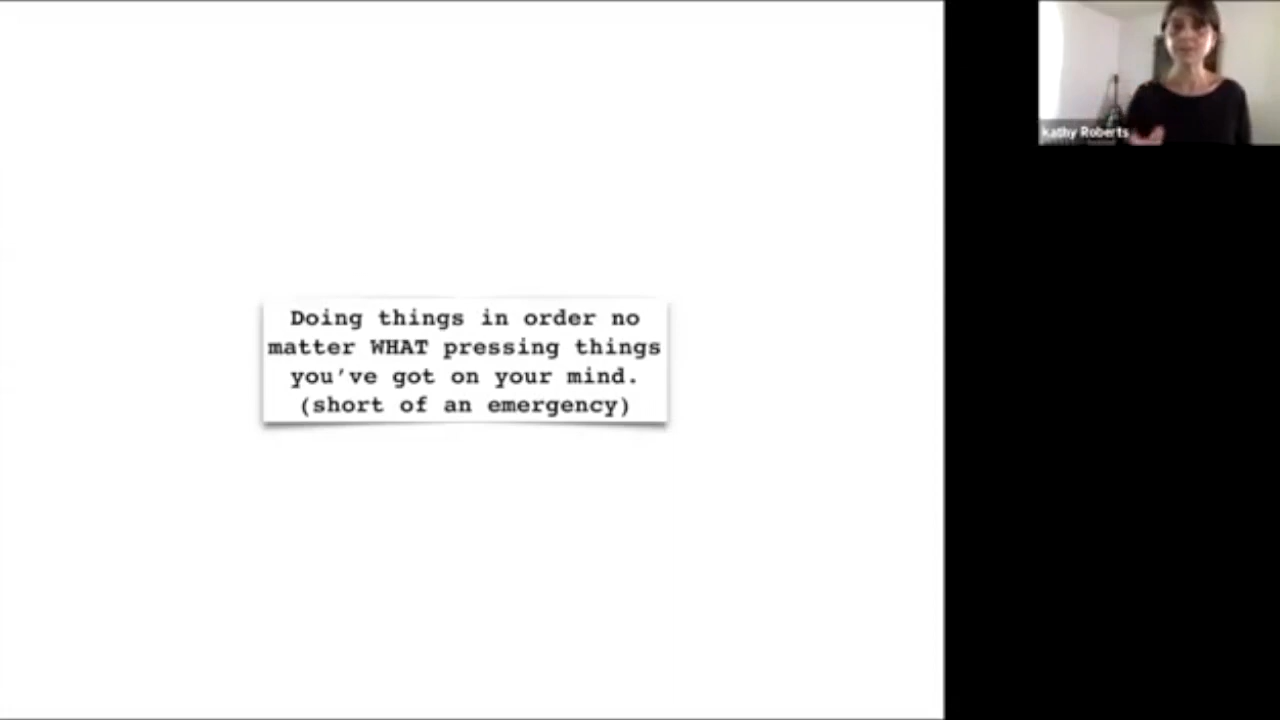 Doing things in order no
matter WHAT pressing things
you've got on your mind.
(short of an emergency)
kathy Roberts